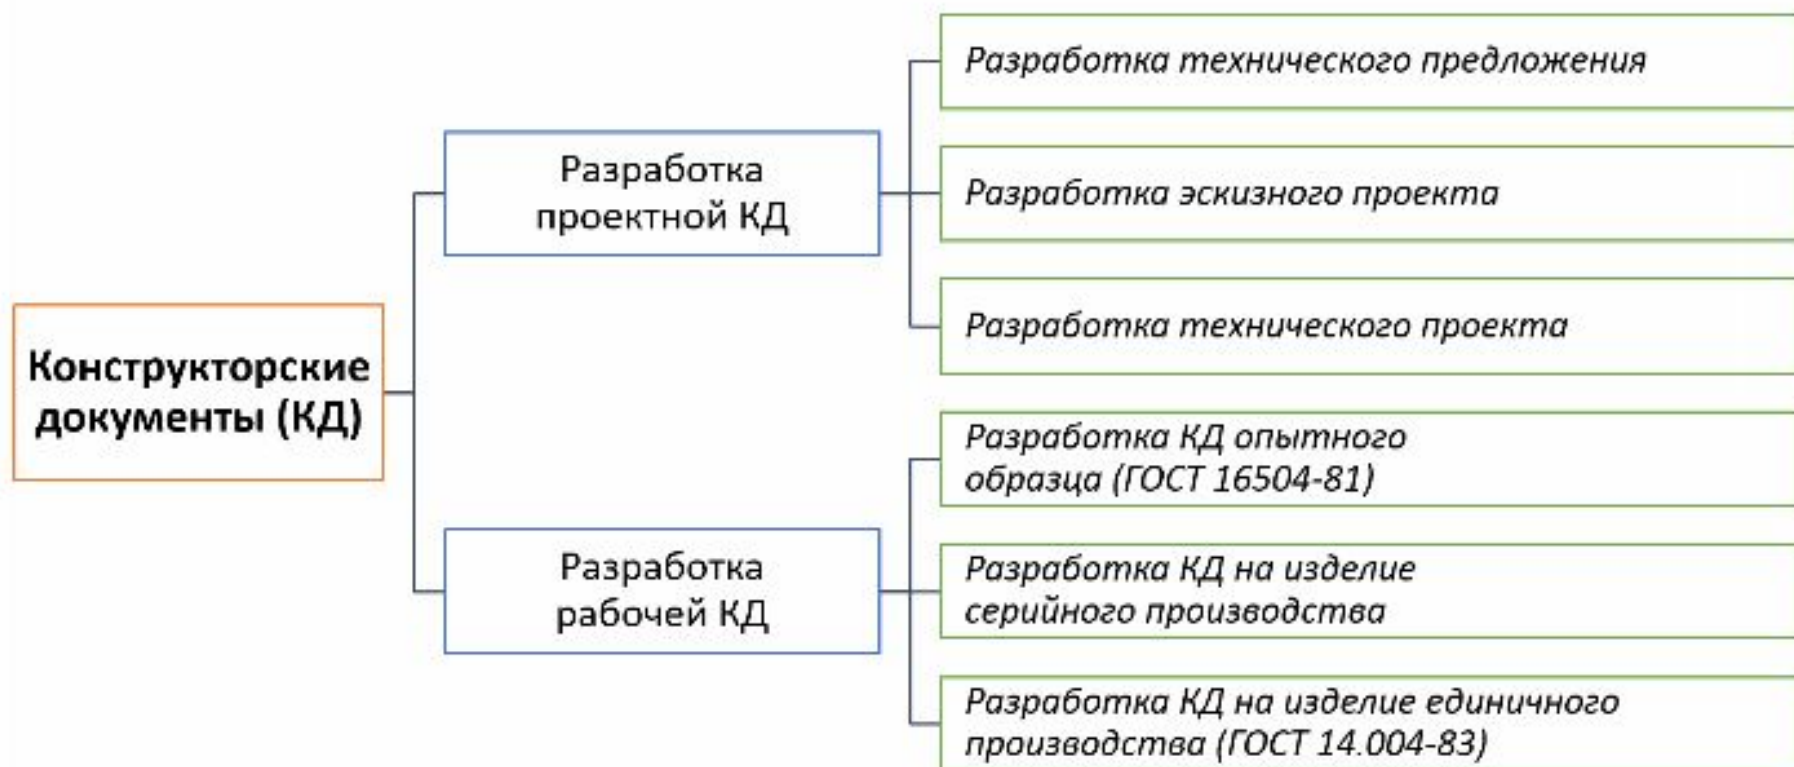 Конструкторские
документы (КД)
Разработка
проектной КД
Разработка технического предложения
Разработка эскизного проекта
Разработка технического проекта
Разработка
рабочей КД
Разработка КД опытного
образца (ГОСТ 16504-81)
Разработка КД на изделие
серийного производства
Разработка КД на изделие единичного
производства (ГОСТ 14.004-83)